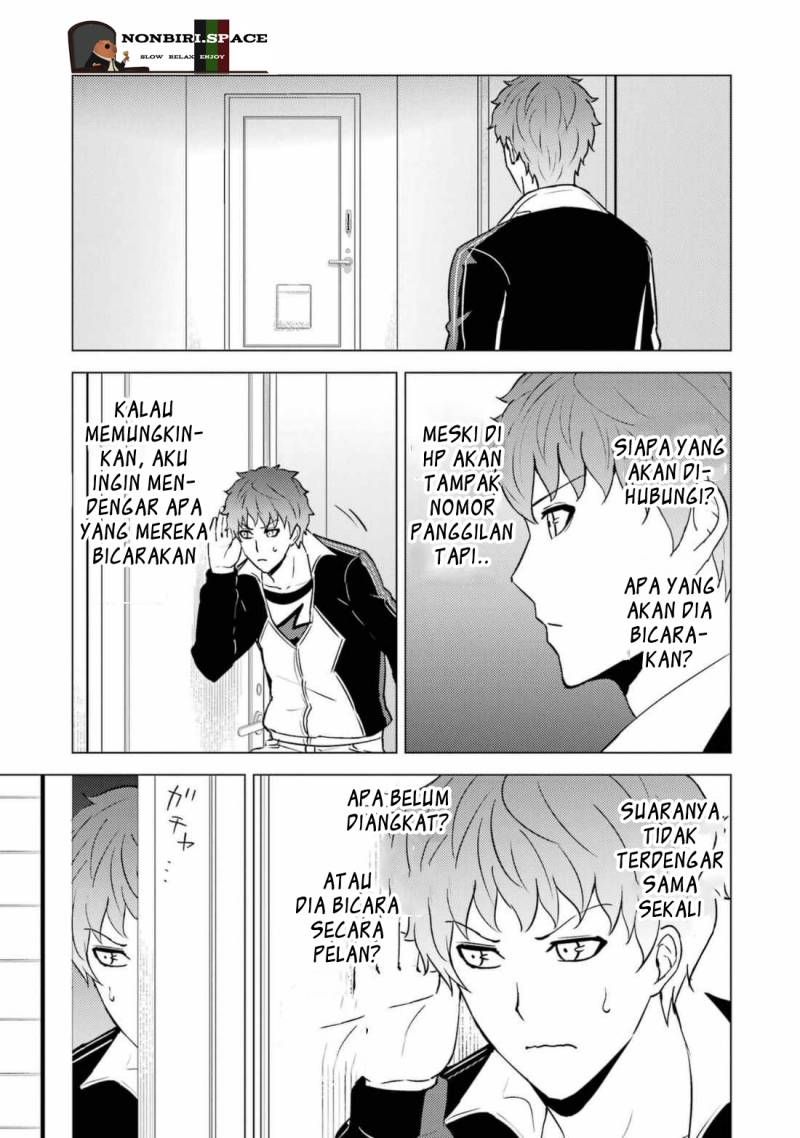 NONBIRI.SPACE
SLOW RELAX ENJOY
SIAPA YANG
AKAN DI-
HUBUNGI?
APA YANG
AKAN DIA
BICARA-
KAN?
MESKI DI
HP AKAN
TAMPAK
NOMOR
PANGGILAN
TAPI..
KALAU
MEMUNGKIN-
KAN, AKU
INGIN MEN-
DENGAR APA
YANG MEREKA
BICARAKAN
SUARANYA
TIDAK
TERDENGAR
SAMA
SEKALI
APA BELUM
DIANGKAT?
ATAU
DIA BICARA
SECARA
PELAN?
ガチャ…